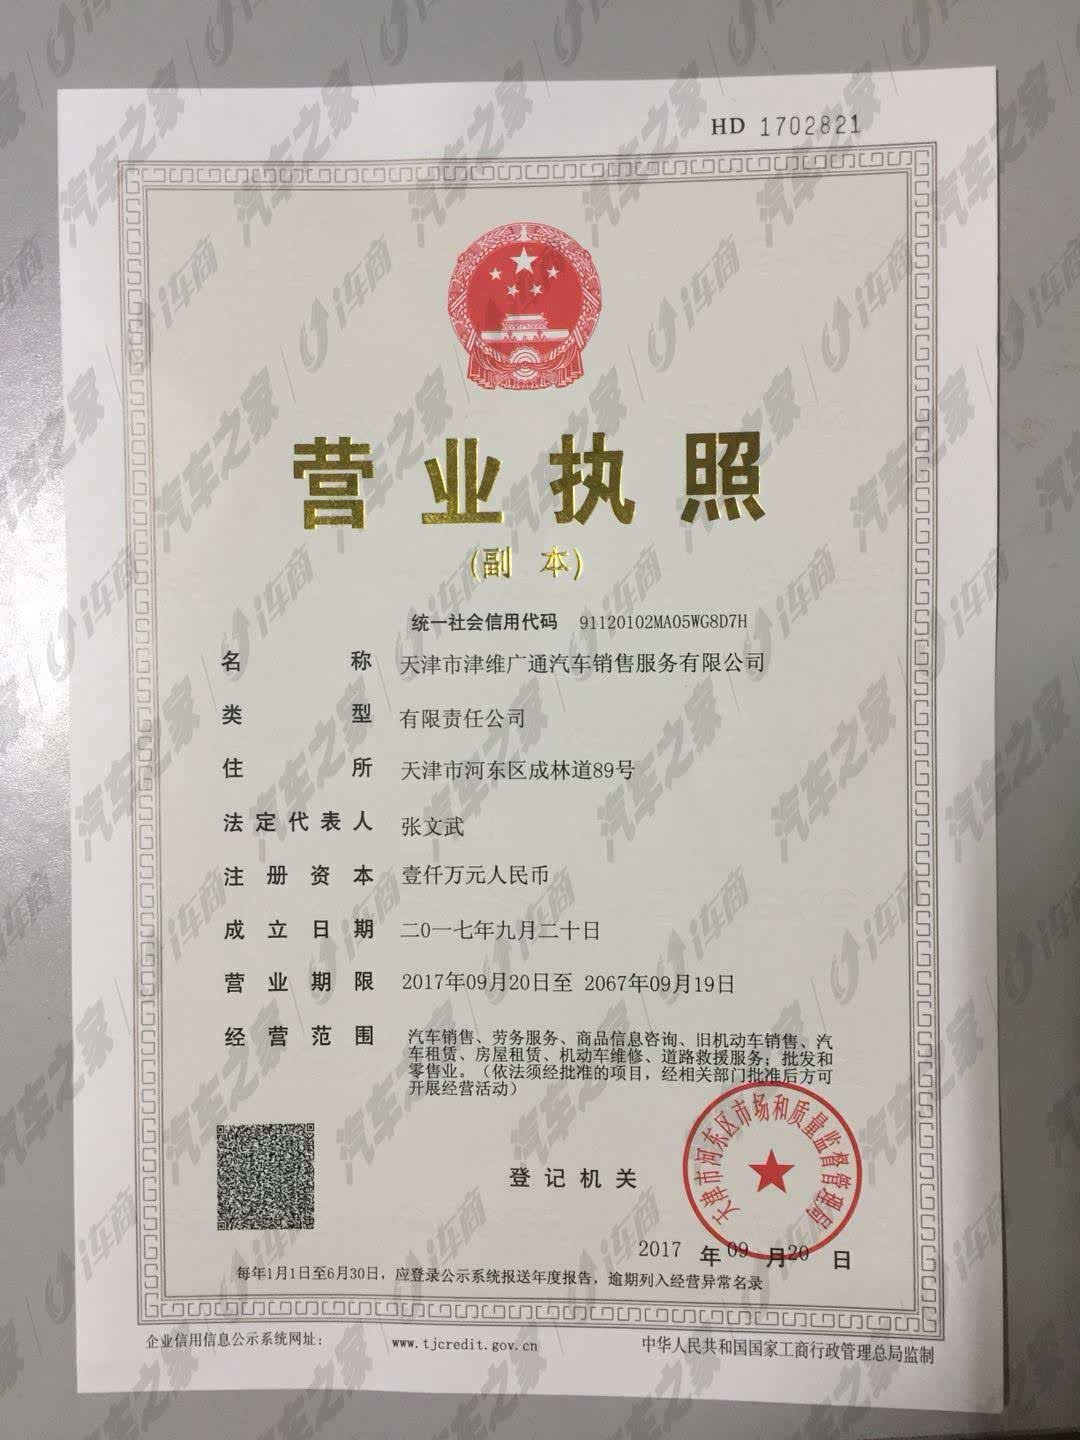 HD 1702821
营业执照
(副 本)
统一社会信用代码 91120102MA05WG8D7H
名 称 天津市津维广通汽车销售服务有限公司
类 型 有限责任公司
住 所 天津市河东区成林道89号
法定代表人 张文武
注册资本 壹仟万元人民币
成立日期 二0一七年九月二十日
营业期限 2017年09月20日至 2067年09月19日
经营范围 汽车销售、劳务服务、商品信息咨询、旧机动车销售、汽
车租赁、房屋租赁、机动车维修、道路救援服务；批发和
零售业。（依法须经批准的项目，经相关部门批准后方可
开展经营活动）
天津市河东区市场和质量监督管理局
登记机关
2017 年 09 月 20 日
每年1月1日至6月30日，应登录公示系统报送年度报告，逾期列入经营异常名录
企业信用信息公示系统网址： www.tjcredit.gov.cn 中华人民共和国国家工商行政管理总局监制
汽车之家 i车商